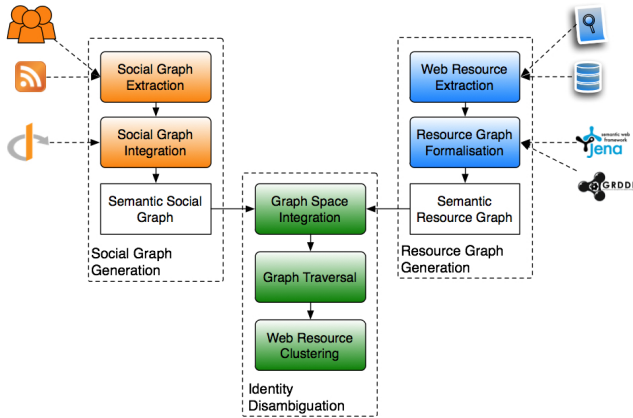 Social Graph
Extraction
Social Graph
Integration
Semantic Social
Graph
Social Graph
Generation
Web Resource
Extraction
Resource Graph
Formalisation
Semantic
Resource Graph
Resource Graph
Generation
semantic web
framework
jena
GRDDL
Graph Space
Integration
Graph Traversal
Web Resource
Clustering
Identity
Disambiguation